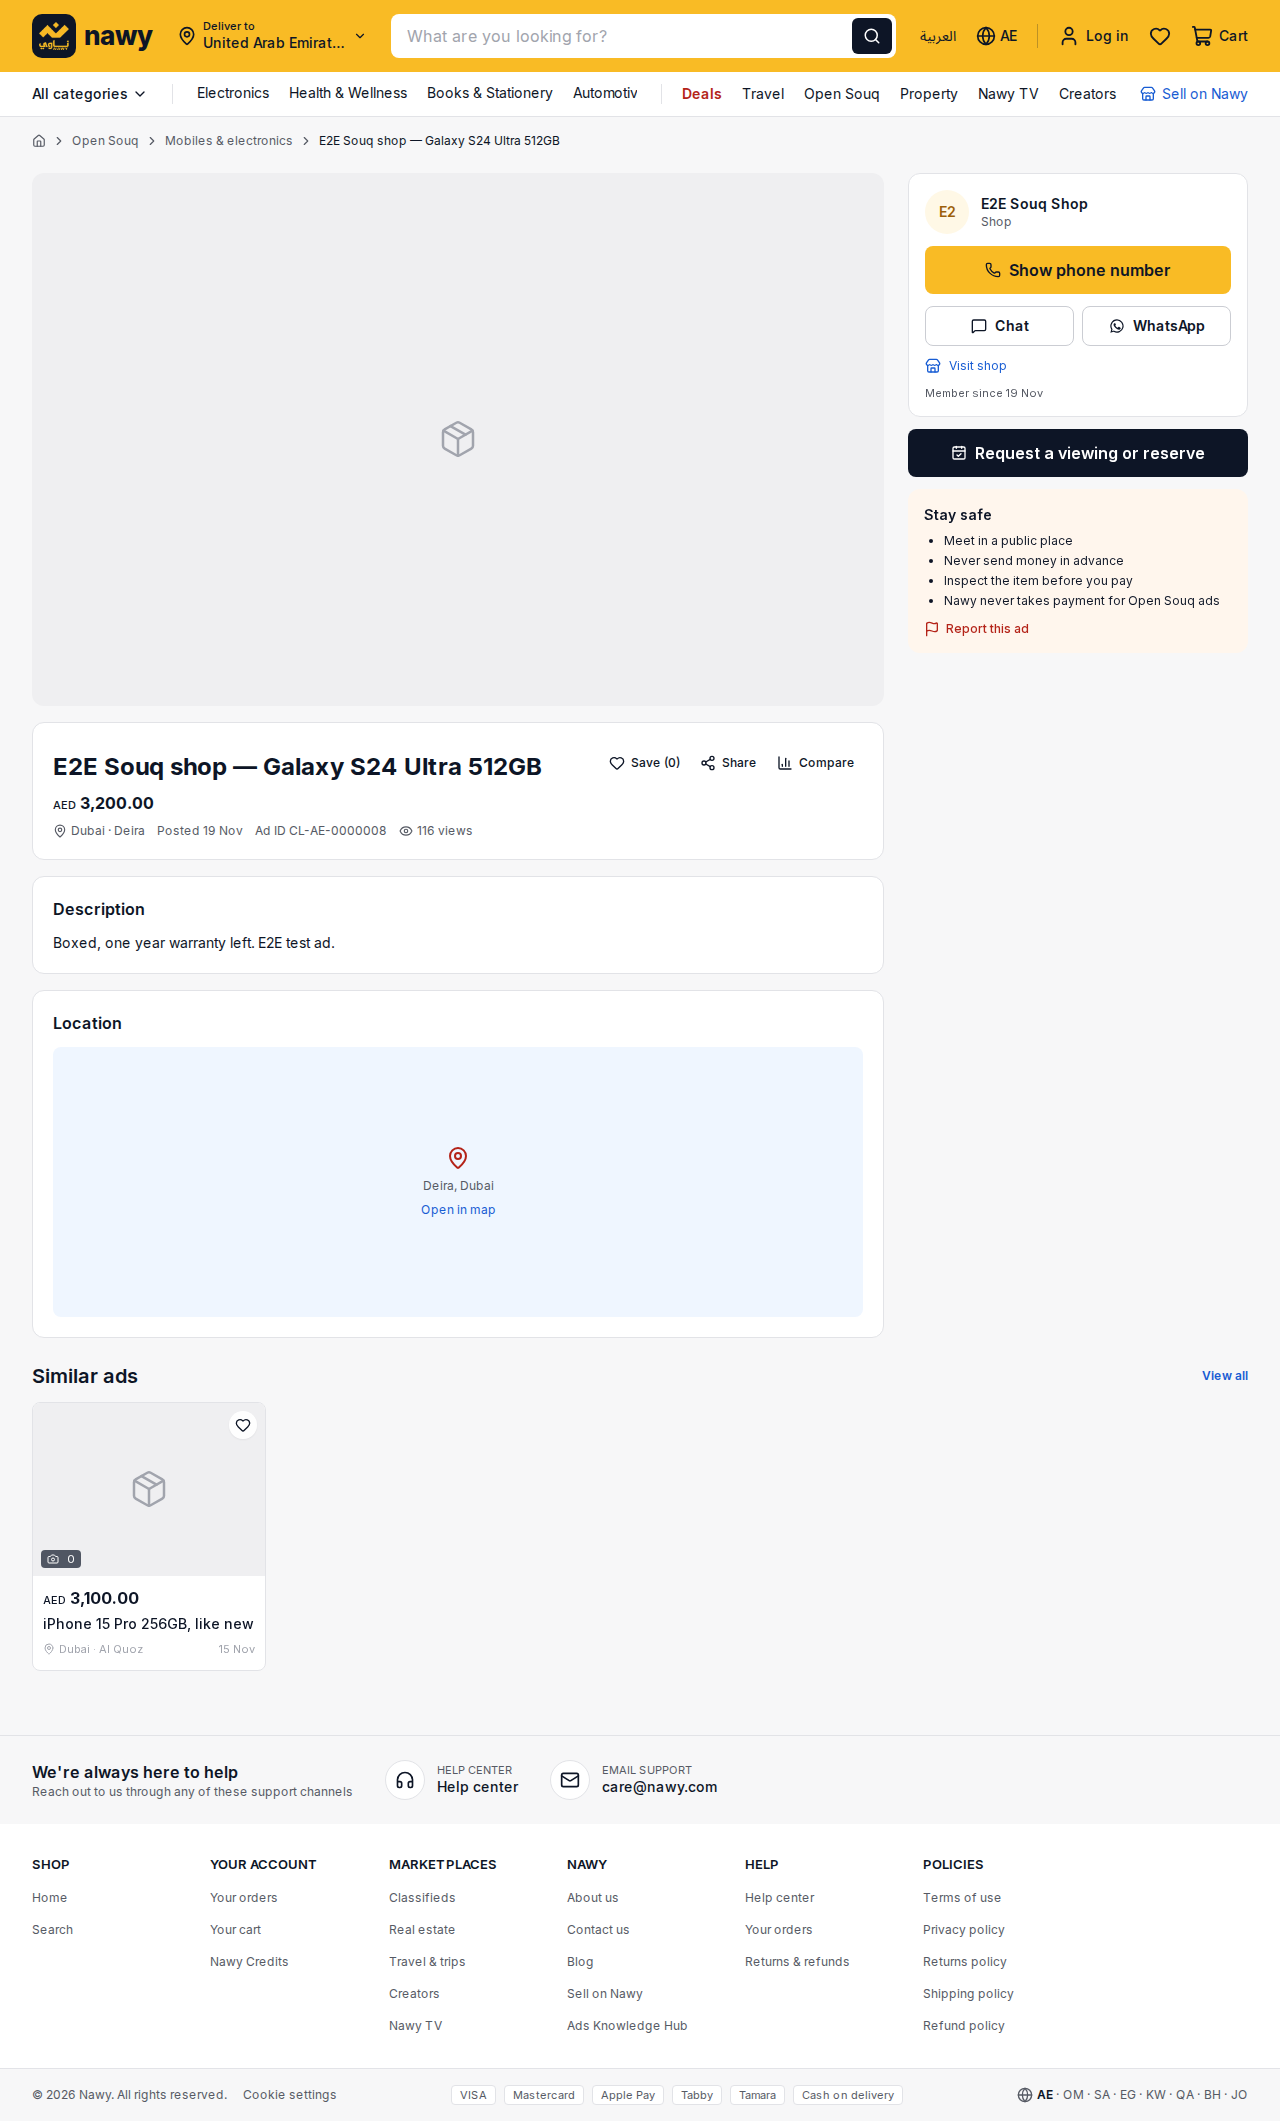 ناوي
nawy
Deliver to
United Arab Emirat...
What are you looking for?
العربية
AE
Log in
Cart
All categories
Electronics
Health & Wellness
Books & Stationery
Automotiv
Deals
Travel
Open Souq
Property
Nawy TV
Creators
Sell on Nawy
Open Souq
Mobiles & electronics
E2E Souq shop — Galaxy S24 Ultra 512GB
E2
E2E Souq Shop
Shop
Show phone number
Chat
WhatsApp
Visit shop
Member since 19 Nov
Request a viewing or reserve
Stay safe
• Meet in a public place
• Never send money in advance
• Inspect the item before you pay
• Nawy never takes payment for Open Souq ads
Report this ad
E2E Souq shop — Galaxy S24 Ultra 512GB
Save (0)
Share
Compare
AED 3,200.00
Dubai · Deira
Posted 19 Nov
Ad ID CL-AE-0000008
116 views
Description
Boxed, one year warranty left. E2E test ad.
Location
Deira, Dubai
Open in map
Similar ads
View all
0
AED 3,100.00
iPhone 15 Pro 256GB, like new
Dubai · Al Quoz
15 Nov
We're always here to help
Reach out to us through any of these support channels
HELP CENTER
Help center
EMAIL SUPPORT
care@nawy.com
SHOP
Home
Search
YOUR ACCOUNT
Your orders
Your cart
Nawy Credits
MARKETPLACES
Classifieds
Real estate
Travel & trips
Creators
Nawy TV
NAWY
About us
Contact us
Blog
Sell on Nawy
Ads Knowledge Hub
HELP
Help center
Your orders
Returns & refunds
POLICIES
Terms of use
Privacy policy
Returns policy
Shipping policy
Refund policy
© 2026 Nawy. All rights reserved.
Cookie settings
VISA
Mastercard
Apple Pay
Tabby
Tamara
Cash on delivery
AE · OM · SA · EG · KW · QA · BH · JO